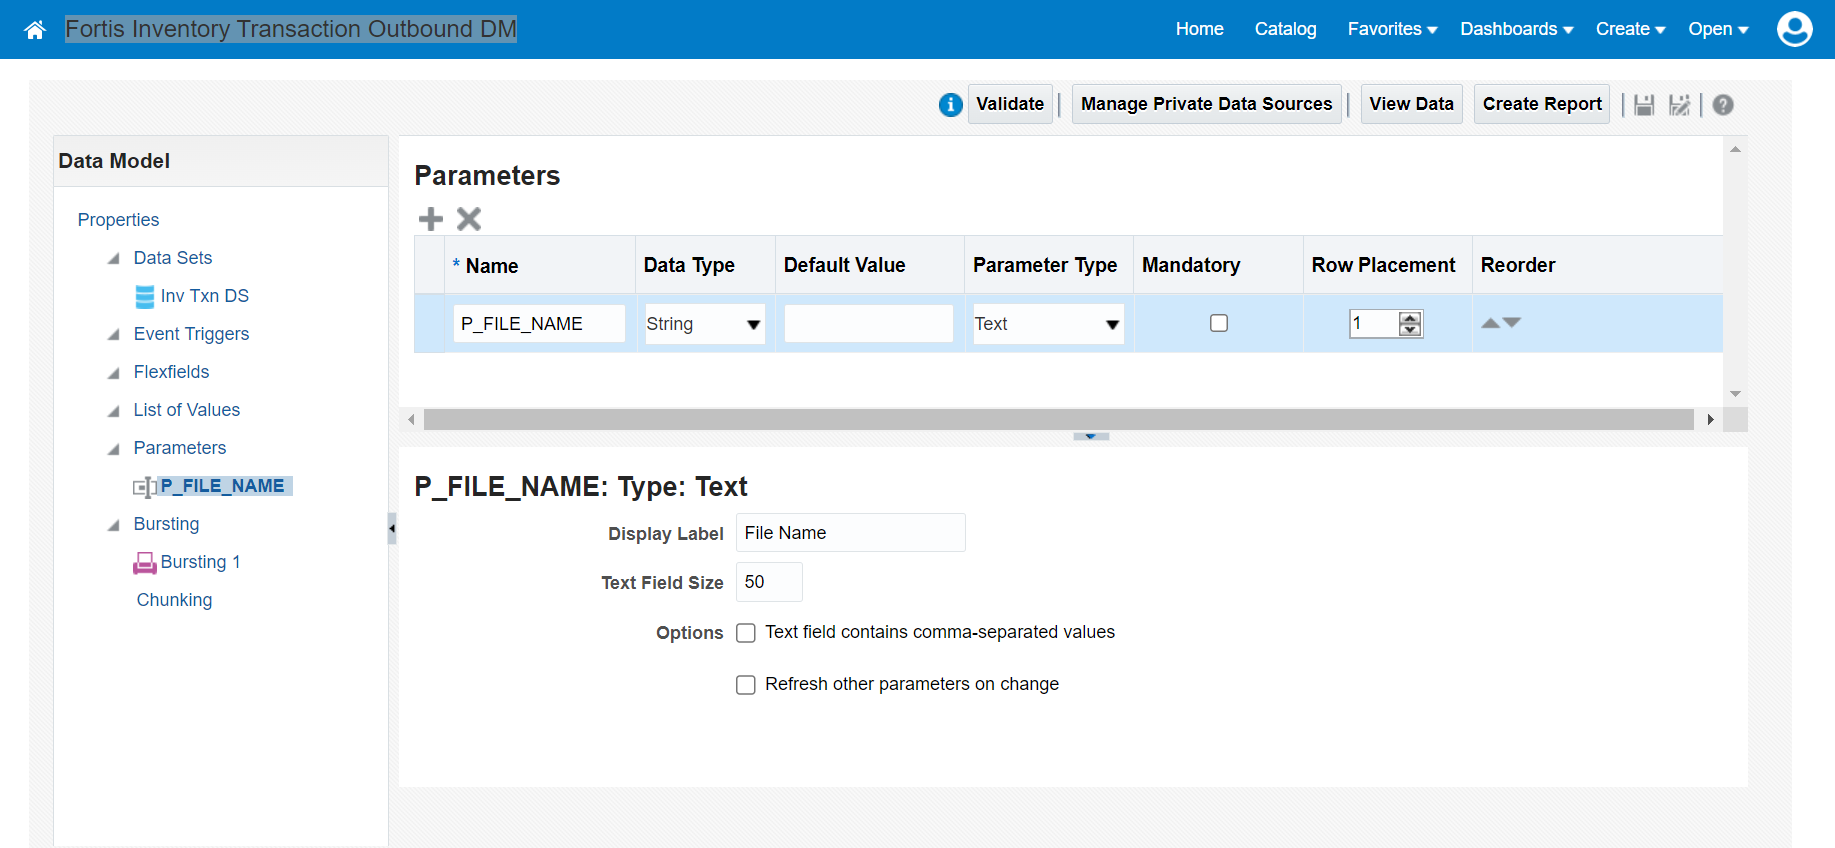 Fortis Inventory Transaction Outbound DM
Home Catalog Favorites Dashboards Create Open
Validate Manage Private Data Sources View Data Create Report
Data Model
Properties
Data Sets
Inv Txn DS
Event Triggers
Flexfields
List of Values
Parameters
P_FILE_NAME
Bursting
Bursting 1
Chunking
Parameters
* Name Data Type Default Value Parameter Type Mandatory Row Placement Reorder
P_FILE_NAME String Text 1
P_FILE_NAME: Type: Text
Display Label File Name
Text Field Size 50
Options Text field contains comma-separated values
Refresh other parameters on change